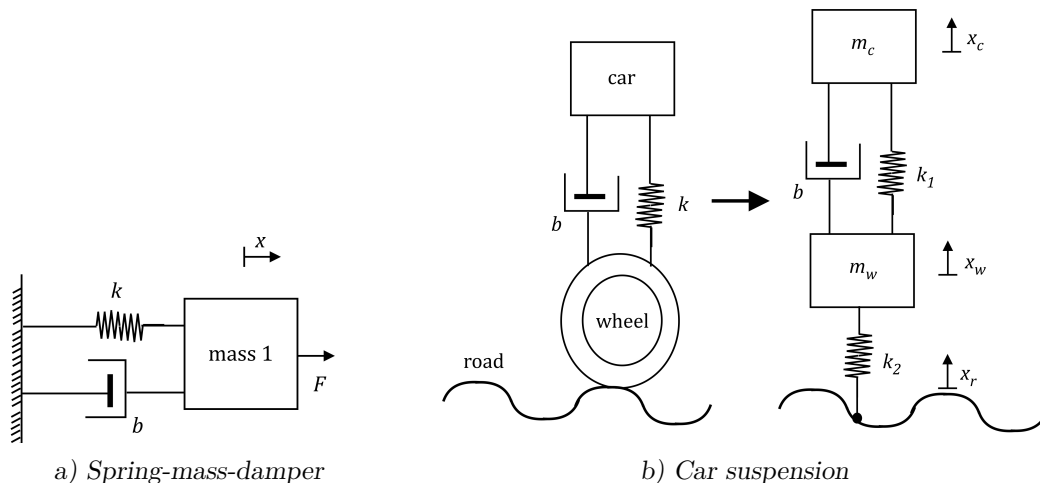 x
k
mass 1
F
b
a) Spring-mass-damper
car
b
k
wheel
road
m_c
x_c
b
k_1
m_w
x_w
k_2
x_r
b) Car suspension